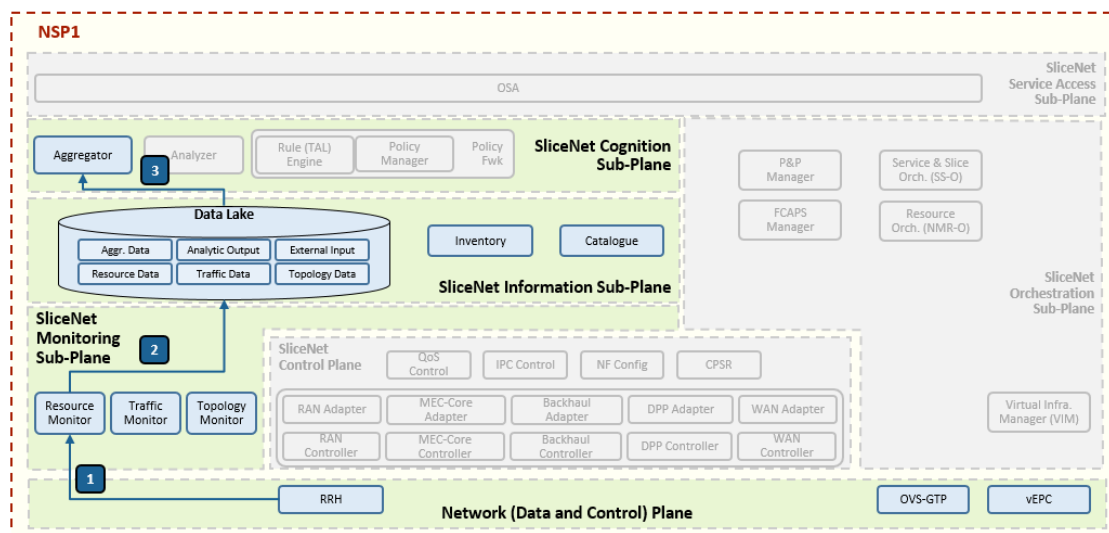 NSP1
SliceNet
Service Access
Sub-Plane
OSA
Aggregator
3
Analyzer
Rule (TAL)
Engine
Policy
Manager
Policy
Fwk
SliceNet Cognition
Sub-Plane
P&P
Manager
Service & Slice
Orch. (SS-O)
FCAPS
Manager
Resource
Orch. (NMR-O)
SliceNet
Orchestration
Sub-Plane
Virtual Infra.
Manager (VIM)
Data Lake
Aggr. Data
Analytic Output
External Input
Resource Data
Traffic Data
Topology Data
Inventory
Catalogue
SliceNet Information Sub-Plane
SliceNet
Monitoring
Sub-Plane
2
Resource
Monitor
Traffic
Monitor
Topology
Monitor
SliceNet
Control Plane
QoS
Control
IPC Control
NF Config
CPSR
RAN Adapter
MEC-Core
Adapter
Backhaul
Adapter
DPP Adapter
WAN Adapter
RAN
Controller
MEC-Core
Controller
Backhaul
Controller
DPP Controller
WAN
Controller
1
RRH
OVS-GTP
vEPC
Network (Data and Control) Plane